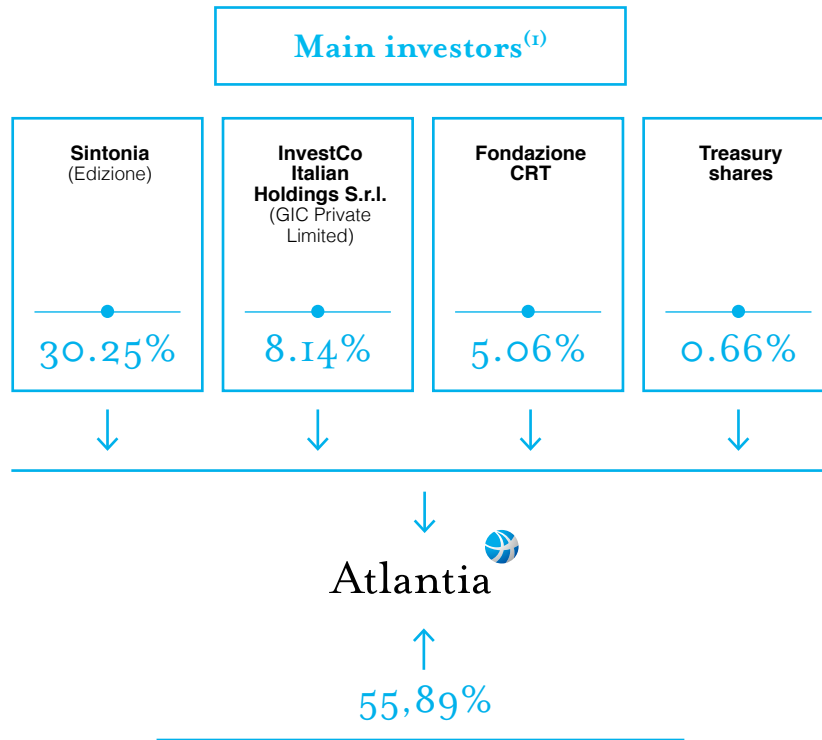 Main investors(1)
Sintonia
(Edizione)
30.25%
InvestCo
Italian
Holdings S.r.l.
(GIC Private
Limited)
8.14%
Fondazione
CRT
5.06%
Treasury
shares
0.66%
Atlantia
55,89%